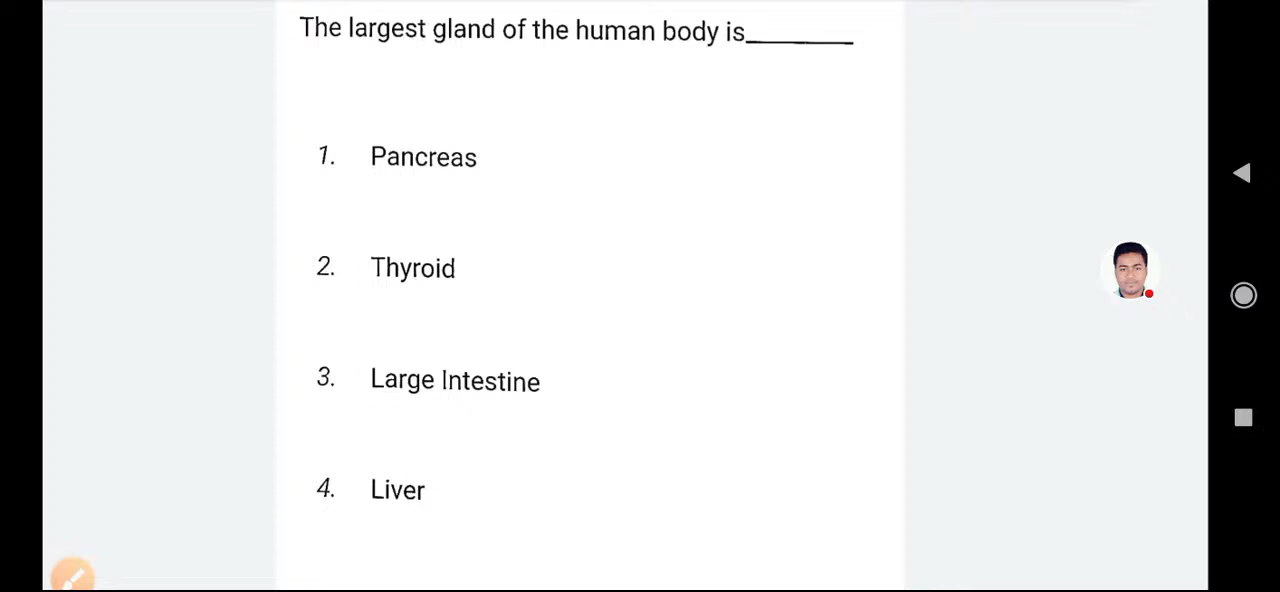 The largest gland of the human body is________
1. Pancreas
2. Thyroid
3. Large Intestine
4. Liver